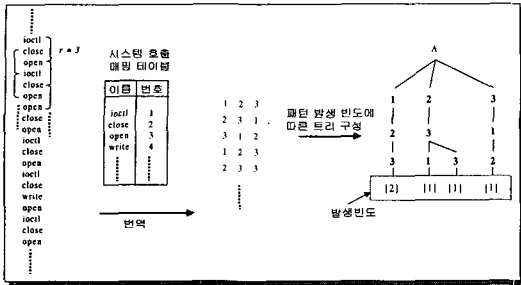 ioctl
close
open
ioctl
close
open
open
close
open
ioctl
close
open
ioctl
close
write
open
ioctl
close
open
r = 3
시스템 호출
매핑 테이블
이름 번호
ioctl 1
close 2
open 3
write 4
번역
1 2 3
2 3 1
3 1 2
1 2 3
2 3 3
패턴 발생 빈도에
따른 트리 구성
1 2 3
2 3 1
3 1 3 2
[2] [1] [1] [1]
발생빈도